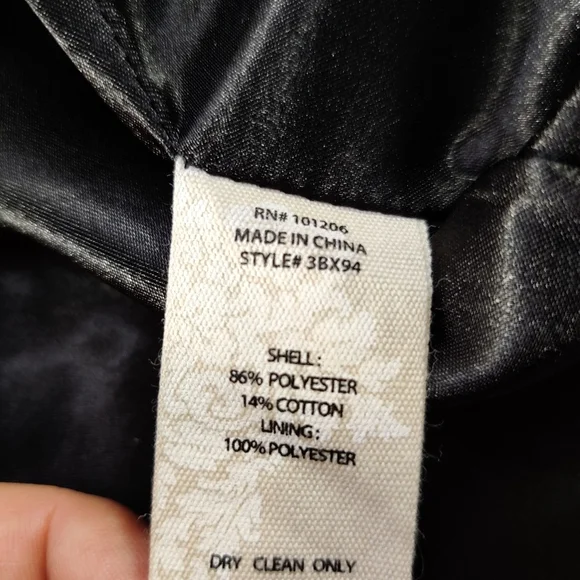 RN# 101206
MADE IN CHINA
STYLE# 3BX94
SHELL:
86% POLYESTER
14% COTTON
LINING:
100% POLYESTER
DRY CLEAN ONLY